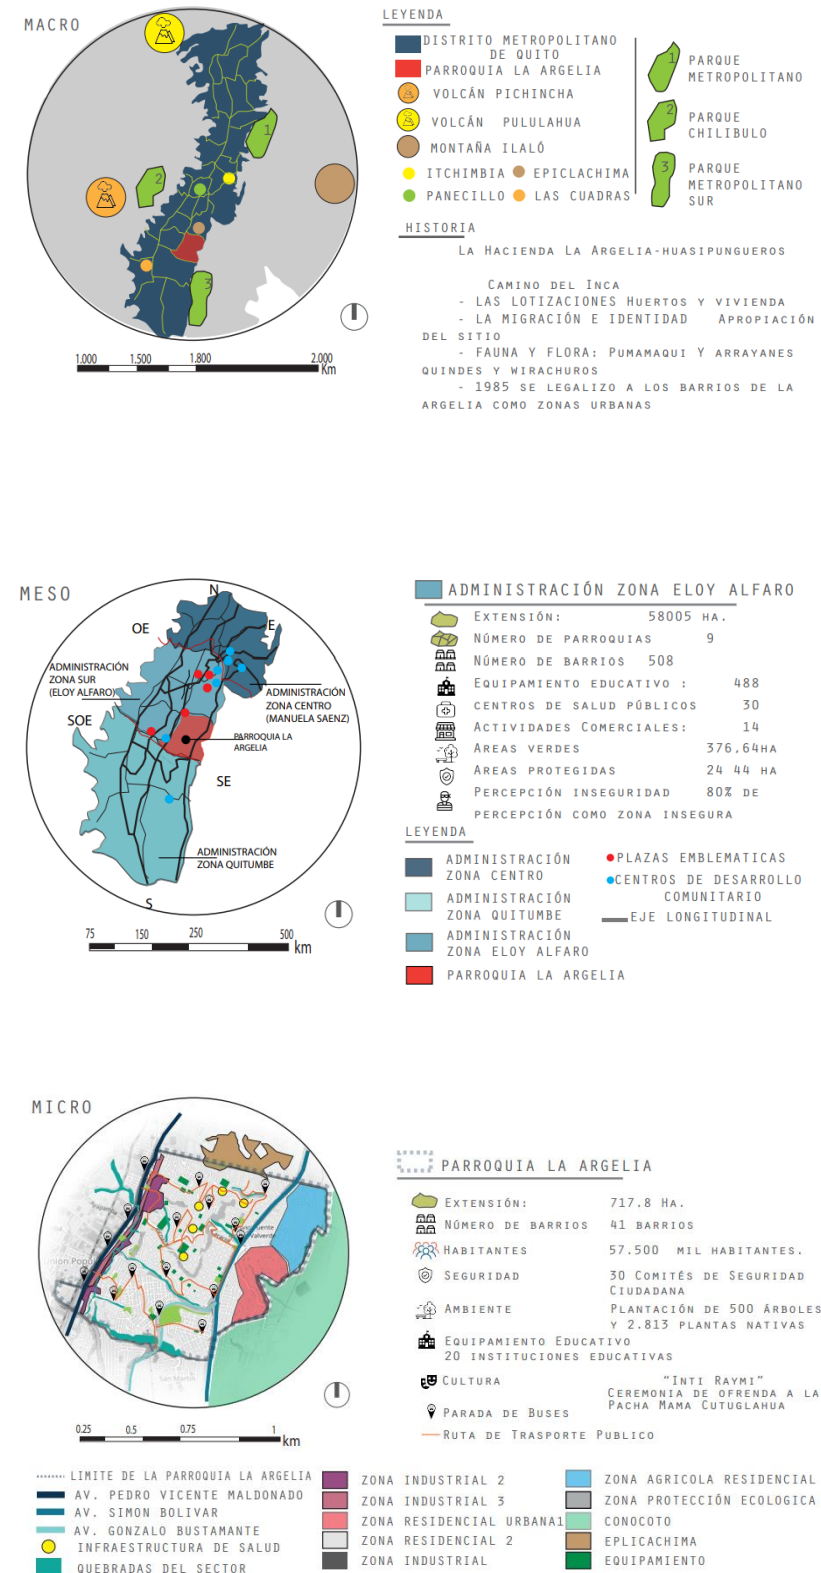 MACRO
LEYENDA
DISTRITO METROPOLITANO
DE QUITO
PARROQUIA LA ARGELIA
VOLCÁN PICHINCHA
VOLCÁN PULULAHUA
MONTAÑA ILALÓ
ITCHIMBIA
EPICLACHIMA
PANECILLO
LAS CUADRAS
1
PARQUE
METROPOLITANO
2
PARQUE
CHILIBULO
3
PARQUE
METROPOLITANO
SUR
1
2
3
1.000 1.500 1.800 2.000
Km
HISTORIA
LA HACIENDA LA ARGELIA-HUASIPUNGUEROS
CAMINO DEL INCA
- LAS LOTIZACIONES HUERTOS Y VIVIENDA
- LA MIGRACIÓN E IDENTIDAD APROPIACIÓN
DEL SITIO
- FAUNA Y FLORA: PUMAMAQUI Y ARRAYANES
QUINDES Y WIRACHUROS
- 1985 SE LEGALIZO A LOS BARRIOS DE LA
ARGELIA COMO ZONAS URBANAS
MESO
N
OE
E
ADMINISTRACIÓN
ZONA SUR
(ELOY ALFARO)
ADMINISTRACIÓN
ZONA CENTRO
(MANUELA SAENZ)
SOE
PARROQUIA LA
ARGELIA
SE
ADMINISTRACIÓN
ZONA QUITUMBE
S
75 150 250 500
km
ADMINISTRACIÓN ZONA ELOY ALFARO
EXTENSIÓN: 58005 HA.
NÚMERO DE PARROQUIAS 9
NÚMERO DE BARRIOS 508
EQUIPAMIENTO EDUCATIVO : 488
CENTROS DE SALUD PÚBLICOS 30
ACTIVIDADES COMERCIALES: 14
AREAS VERDES 376,64HA
AREAS PROTEGIDAS 24 44 HA
PERCEPCIÓN INSEGURIDAD 80% DE
PERCEPCIÓN COMO ZONA INSEGURA
LEYENDA
ADMINISTRACIÓN
ZONA CENTRO
ADMINISTRACIÓN
ZONA QUITUMBE
ADMINISTRACIÓN
ZONA ELOY ALFARO
PARROQUIA LA ARGELIA
PLAZAS EMBLEMATICAS
CENTROS DE DESARROLLO
COMUNITARIO
EJE LONGITUDINAL
MICRO
San Martín
0.25 0.5 0.75 1
km
PARROQUIA LA ARGELIA
EXTENSIÓN: 717.8 HA.
NÚMERO DE BARRIOS 41 BARRIOS
HABITANTES 57.500 MIL HABITANTES.
SEGURIDAD 30 COMITÉS DE SEGURIDAD
CIUDADANA
AMBIENTE PLANTACIÓN DE 500 ÁRBOLES
Y 2.813 PLANTAS NATIVAS
EQUIPAMIENTO EDUCATIVO
20 INSTITUCIONES EDUCATIVAS
CULTURA "INTI RAYMI"
CEREMONIA DE OFRENDA A LA
PACHA MAMA CUTUGLAHUA
PARADA DE BUSES
RUTA DE TRASPORTE PUBLICO
LIMITE DE LA PARROQUIA LA ARGELIA
AV. PEDRO VICENTE MALDONADO
AV. SIMON BOLIVAR
AV. GONZALO BUSTAMANTE
INFRAESTRUCTURA DE SALUD
QUEBRADAS DEL SECTOR
ZONA INDUSTRIAL 2
ZONA INDUSTRIAL 3
ZONA RESIDENCIAL URBANA1
ZONA RESIDENCIAL 2
ZONA INDUSTRIAL
ZONA AGRICOLA RESIDENCIAL
ZONA PROTECCIÓN ECOLOGICA
CONOCOTO
EPLICACHIMA
EQUIPAMIENTO